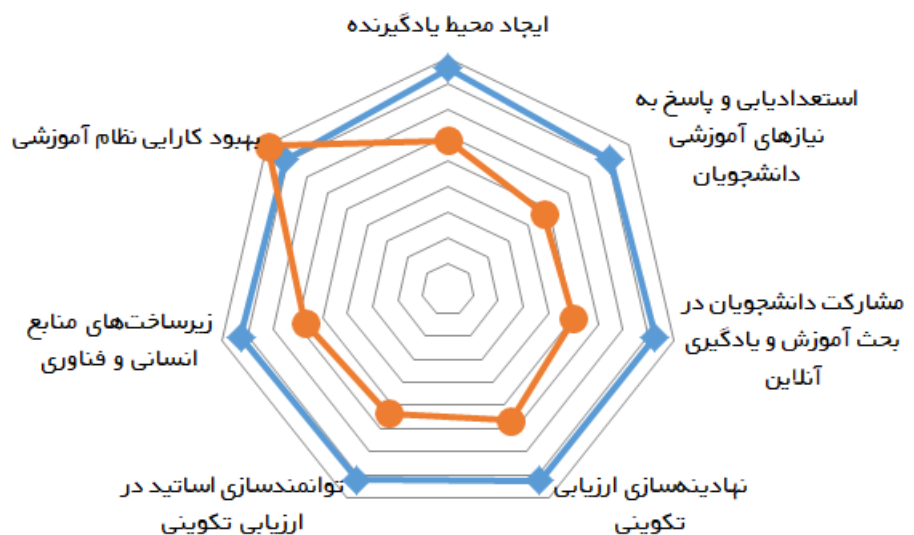 ایجاد محیط یادگیرنده
استعدادیابی و پاسخ به
نیازهای آموزشی
دانشجویان
مشارکت دانشجویان در
بحث آموزش و یادگیری
آنلاین
نهادینه‌سازی ارزیابی
تکوینی
توانمندسازی اساتید در
ارزیابی تکوینی
زیرساخت‌های منابع
انسانی و فناوری
بهبود کارایی نظام آموزشی